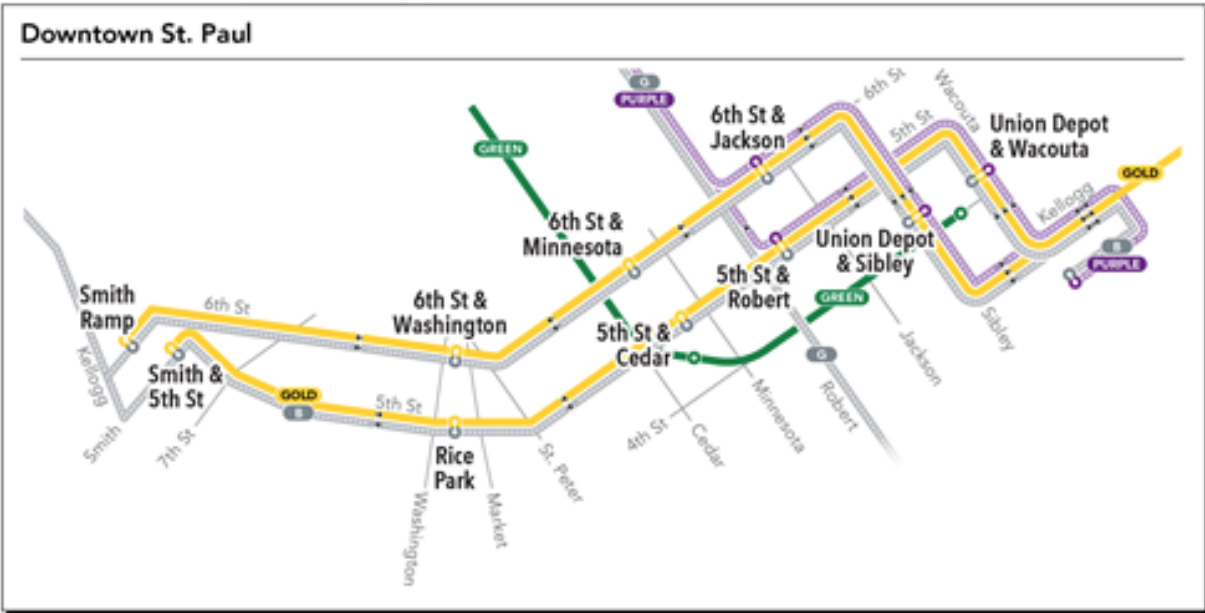 Downtown St. Paul
G
PURPLE
6th St &
Jackson
6th St
Wacouta
5th St
Union Depot
& Wacouta
GREEN
GOLD
Kellogg
6th St &
Minnesota
Union Depot
& Sibley
B
PURPLE
5th St &
Robert
GREEN
Sibley
Smith
Ramp
6th St
6th St &
Washington
5th St &
Cedar
G
Jackson
Kellogg
Smith &
5th St
GOLD
B
5th St
Minnesota
Robert
Smith
7th St
4th St
Cedar
Rice
Park
St. Peter
Washington
Market